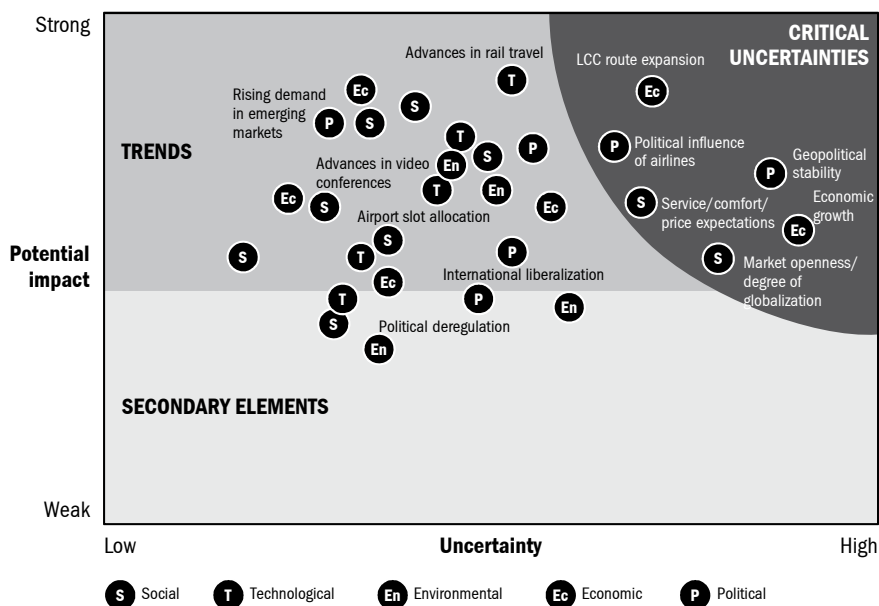 Strong
CRITICAL
UNCERTAINTIES
Advances in rail travel
LCC route expansion
T
Ec
Ec
Rising demand
in emerging
markets
S
P
S
T
P
P
Political influence
of airlines
TRENDS
S
Geopolitical
stability
En
Advances in video
conferences
P
T
En
Ec
S
Ec
S
Service/comfort/
price expectations
Economic
growth
Airport slot allocation
Ec
S
Potential
impact
S
T
P
S
Market openness/
degree of
globalization
International liberalization
Ec
T
P
En
S
Political deregulation
En
SECONDARY ELEMENTS
Weak
Low
Uncertainty
High
S Social
T Technological
En Environmental
Ec Economic
P Political